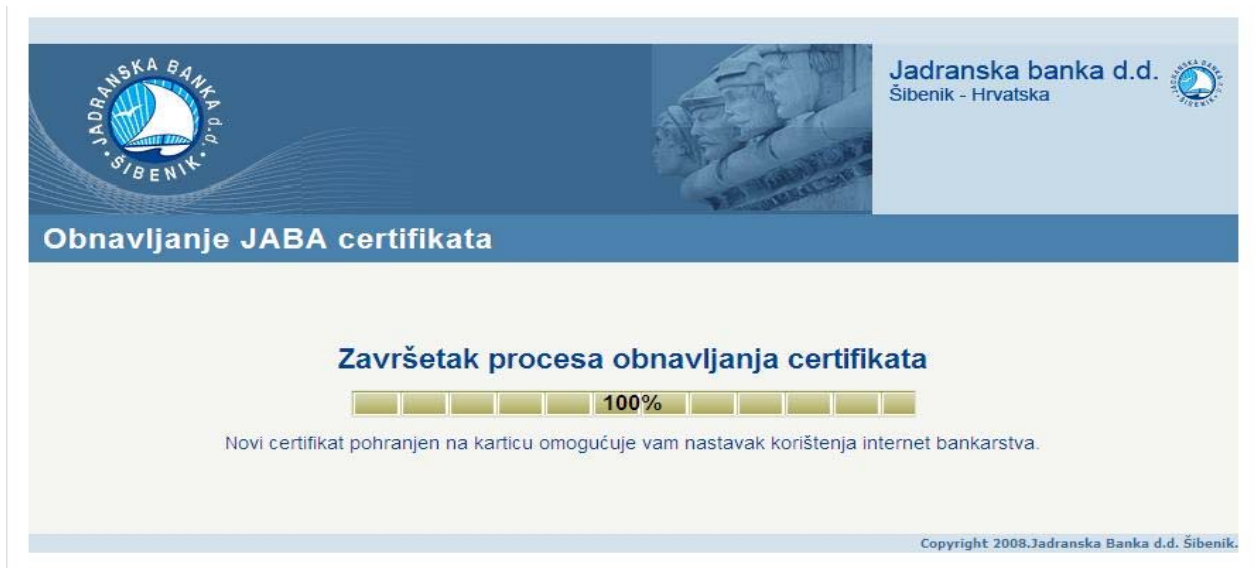 JADRANSKA BANKA d.d.
• ŠIBENIK •
Jadranska banka d.d.
Šibenik - Hrvatska
Obnavljanje JABA certifikata
Završetak procesa obnavljanja certifikata
100%
Novi certifikat pohranjen na karticu omogućuje vam nastavak korištenja internet bankarstva.
Copyright 2008.Jadranska Banka d.d. Šibenik.